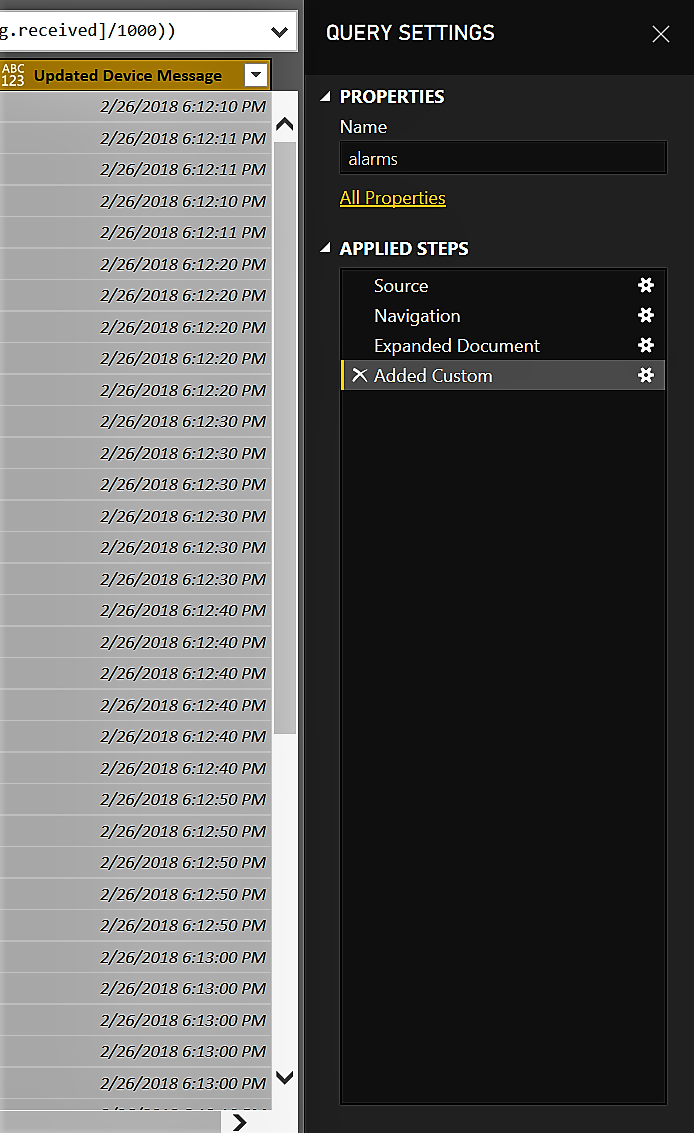 g.received]/1000))
ABC
123
Updated Device Message
2/26/2018 6:12:10 PM
2/26/2018 6:12:11 PM
2/26/2018 6:12:11 PM
2/26/2018 6:12:10 PM
2/26/2018 6:12:11 PM
2/26/2018 6:12:20 PM
2/26/2018 6:12:20 PM
2/26/2018 6:12:20 PM
2/26/2018 6:12:20 PM
2/26/2018 6:12:20 PM
2/26/2018 6:12:30 PM
2/26/2018 6:12:30 PM
2/26/2018 6:12:30 PM
2/26/2018 6:12:30 PM
2/26/2018 6:12:30 PM
2/26/2018 6:12:30 PM
2/26/2018 6:12:40 PM
2/26/2018 6:12:40 PM
2/26/2018 6:12:40 PM
2/26/2018 6:12:40 PM
2/26/2018 6:12:40 PM
2/26/2018 6:12:40 PM
2/26/2018 6:12:50 PM
2/26/2018 6:12:50 PM
2/26/2018 6:12:50 PM
2/26/2018 6:12:50 PM
2/26/2018 6:12:50 PM
2/26/2018 6:13:00 PM
2/26/2018 6:13:00 PM
2/26/2018 6:13:00 PM
2/26/2018 6:13:00 PM
2/26/2018 6:13:00 PM
QUERY SETTINGS
PROPERTIES
Name
alarms
All Properties
APPLIED STEPS
Source
Navigation
Expanded Document
Added Custom